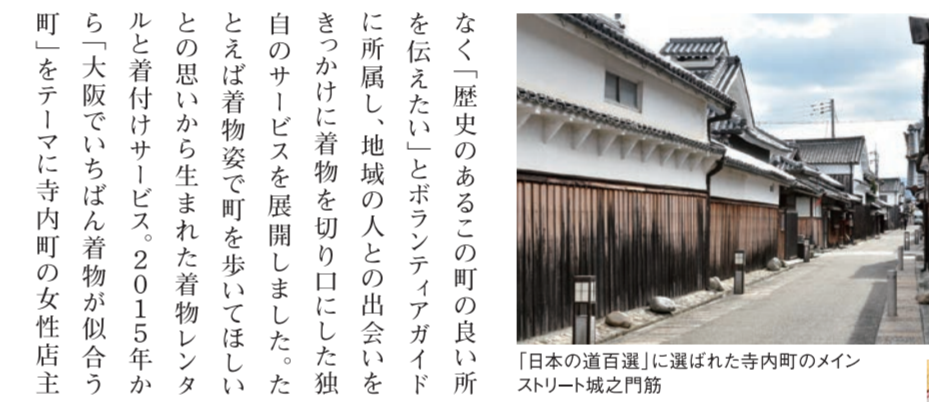 なく「歴史のあるこの町の良い所
を伝えたい」とボランティアガイド
に所属し、地域の人との出会いを
きっかけに着物を切り口にした独
自のサービスを展開しました。た
とえば着物姿で町を歩いてほしい
との思いから生まれた着物レンタ
ルと着付けサービス。2015年か
ら「大阪でいちばん着物が似合う
町」をテーマに寺内町の女性店主
「日本の道百選」に選ばれた寺内町のメイン
ストリート城之門筋